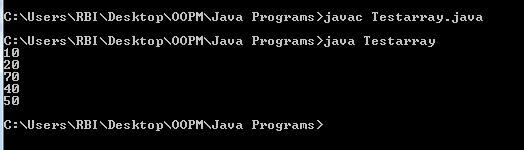 C:\Users\RBI\Desktop\OOPM\Java Programs>javac Testarray.java
C:\Users\RBI\Desktop\OOPM\Java Programs>java Testarray
10
20
70
40
50
C:\Users\RBI\Desktop\OOPM\Java Programs>